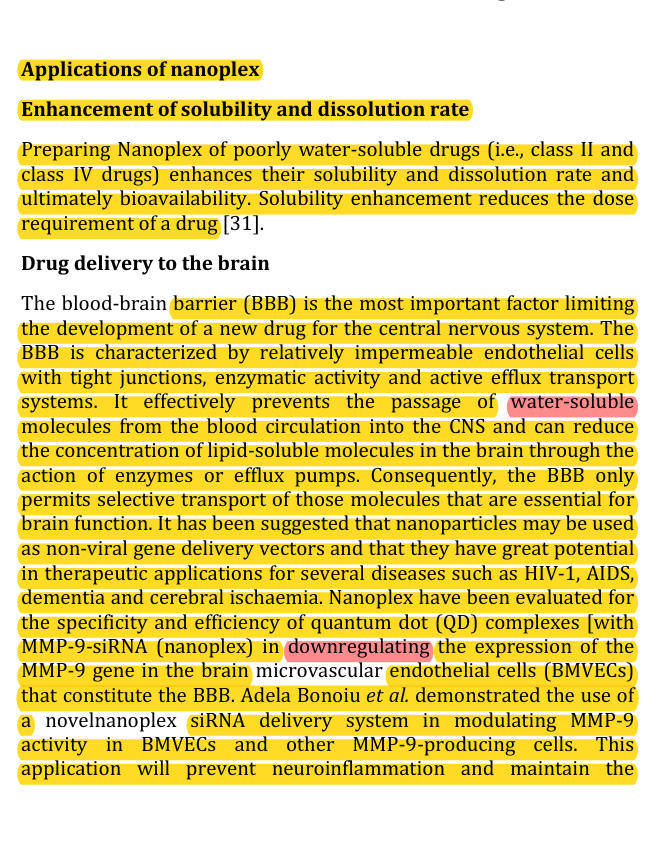 Applications of nanoplex
Enhancement of solubility and dissolution rate
Preparing Nanoplex of poorly water-soluble drugs (i.e., class II and
class IV drugs) enhances their solubility and dissolution rate and
ultimately bioavailability. Solubility enhancement reduces the dose
requirement of a drug [31].
Drug delivery to the brain
The blood-brain barrier (BBB) is the most important factor limiting
the development of a new drug for the central nervous system. The
BBB is characterized by relatively impermeable endothelial cells
with tight junctions, enzymatic activity and active efflux transport
systems. It effectively prevents the passage of water-soluble
molecules from the blood circulation into the CNS and can reduce
the concentration of lipid-soluble molecules in the brain through the
action of enzymes or efflux pumps. Consequently, the BBB only
permits selective transport of those molecules that are essential for
brain function. It has been suggested that nanoparticles may be used
as non-viral gene delivery vectors and that they have great potential
in therapeutic applications for several diseases such as HIV-1, AIDS,
dementia and cerebral ischaemia. Nanoplex have been evaluated for
the specificity and efficiency of quantum dot (QD) complexes [with
MMP-9-siRNA (nanoplex) in downregulating the expression of the
MMP-9 gene in the brain microvascular endothelial cells (BMVECs)
that constitute the BBB. Adela Bonoiu et al. demonstrated the use of
a novelnanoplex siRNA delivery system in modulating MMP-9
activity in BMVECs and other MMP-9-producing cells. This
application will prevent neuroinflammation and maintain the